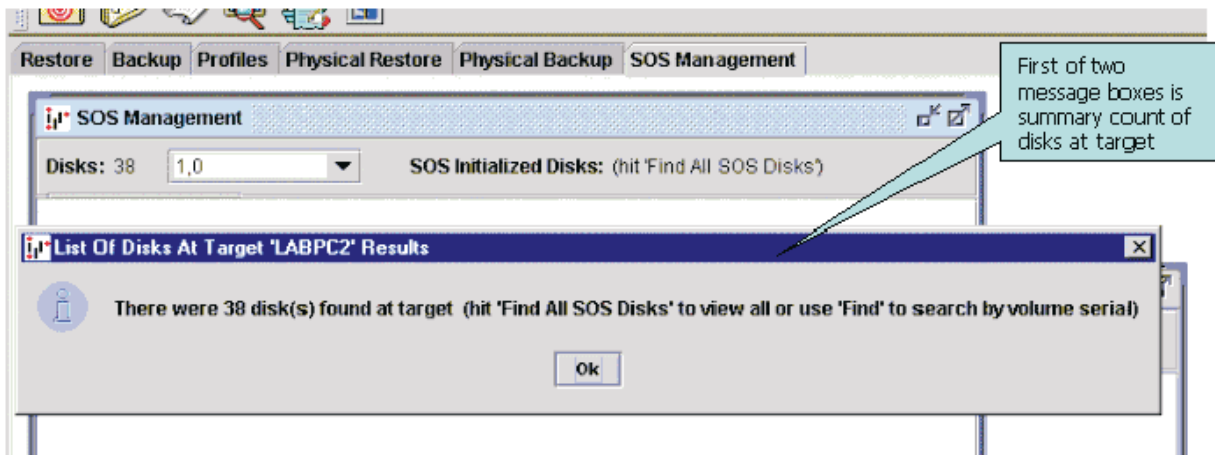 Restore Backup Profiles Physical Restore Physical Backup SOS Management
First of two
message boxes is
summary count of
disks at target
SOS Management
Disks: 38 1,0 SOS Initialized Disks: (hit 'Find All SOS Disks')
List Of Disks At Target 'LABPC2' Results
There were 38 disk(s) found at target (hit 'Find All SOS Disks' to view all or use 'Find' to search by volume serial)
Ok